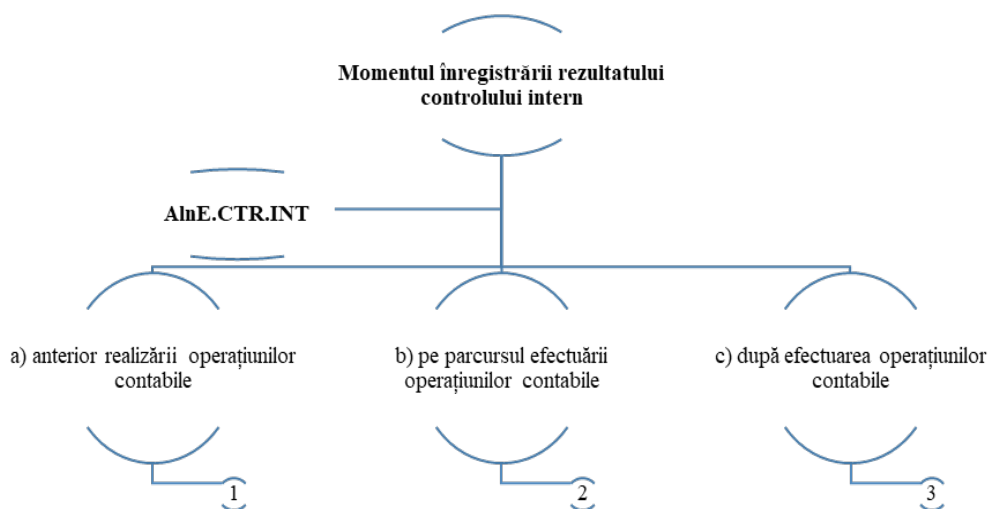 Momentul înregistrării rezultatului
controlului intern
AlnE.CTR.INT
a) anterior realizării operațiunilor
contabile
b) pe parcursul efectuării
operațiunilor contabile
c) după efectuarea operațiunilor
contabile
1
2
3